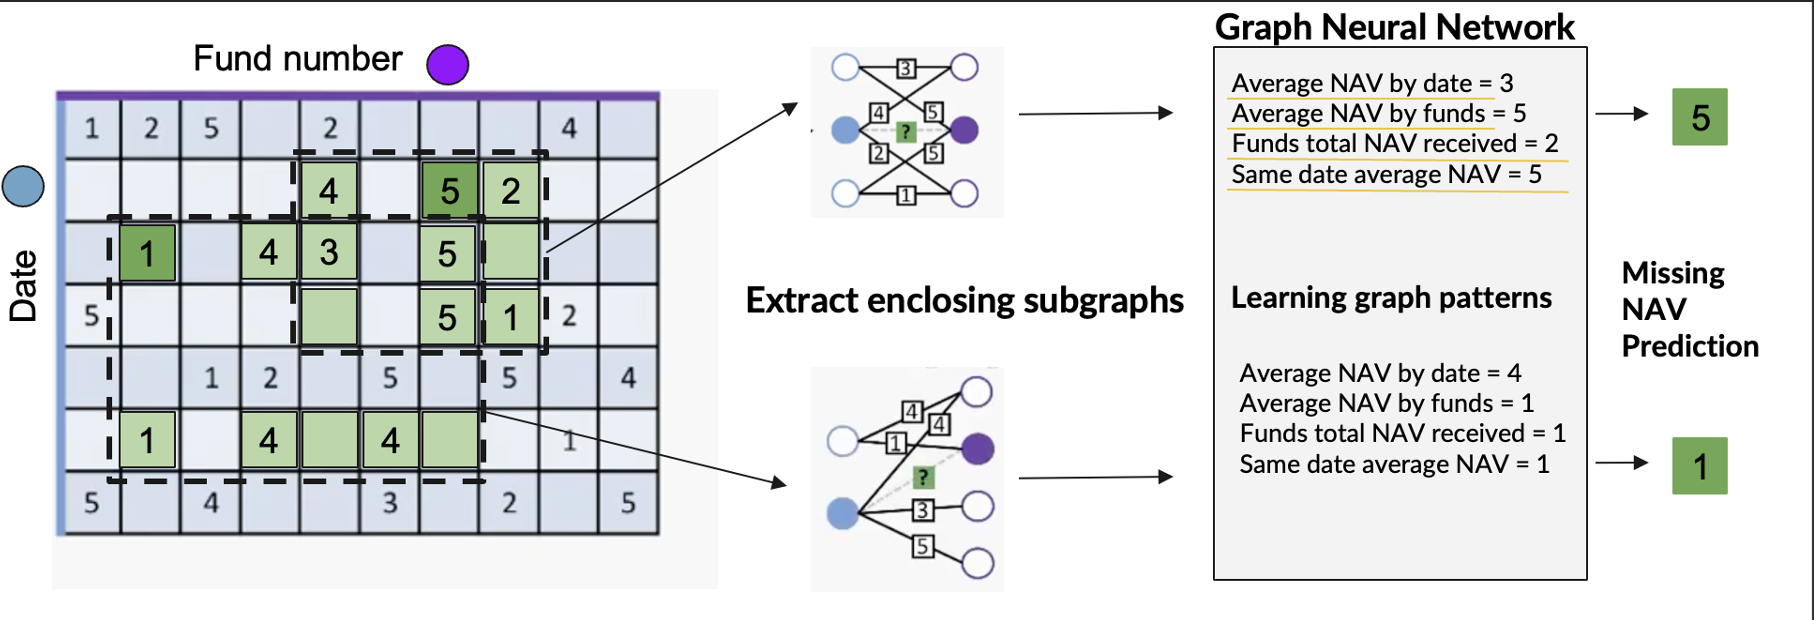 Graph Neural Network
Fund number
Date
1 2 5 2 4
4 5 2
1 4 3 5
5 5 1 2
1 2 5 5 4
1 4 4 1
5 4 3 2 5
3
4 5
?
2 5
1
Extract enclosing subgraphs
4
4
1
?
3
5
Average NAV by date = 3
Average NAV by funds = 5
Funds total NAV received = 2
Same date average NAV = 5
Learning graph patterns
Average NAV by date = 4
Average NAV by funds = 1
Funds total NAV received = 1
Same date average NAV = 1
5
Missing
NAV
Prediction
1